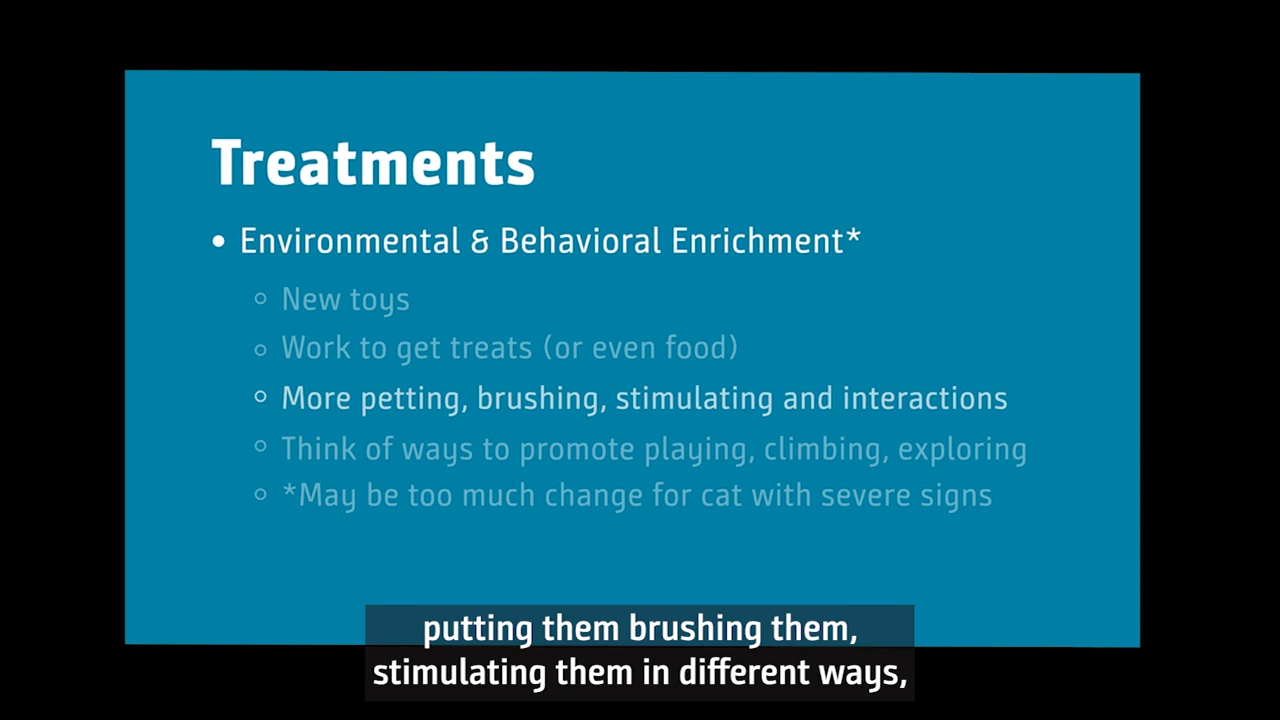 Treatments
• Environmental & Behavioral Enrichment*
○ New toys
○ Work to get treats (or even food)
○ More petting, brushing, stimulating and interactions
○ Think of ways to promote playing, climbing, exploring
○ *May be too much change for cat with severe signs
putting them brushing them,
stimulating them in different ways,